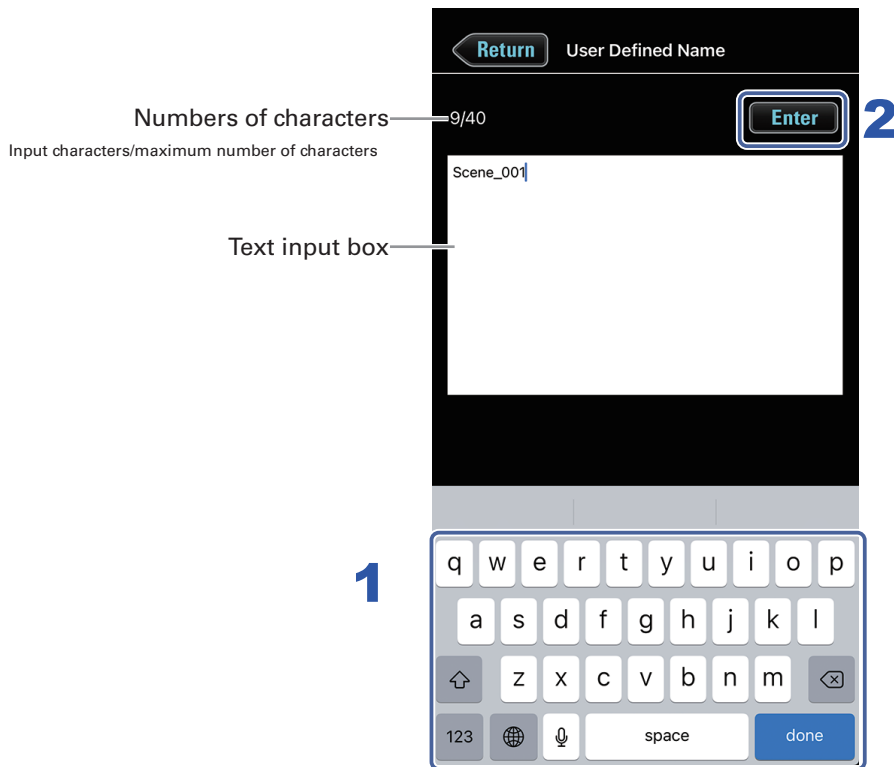 Return User Defined Name
Numbers of characters
Input characters/maximum number of characters
9/40
Enter
2
Scene_001
Text input box
1
q w e r t y u i o p
a s d f g h j k l
z x c v b n m
123 space done